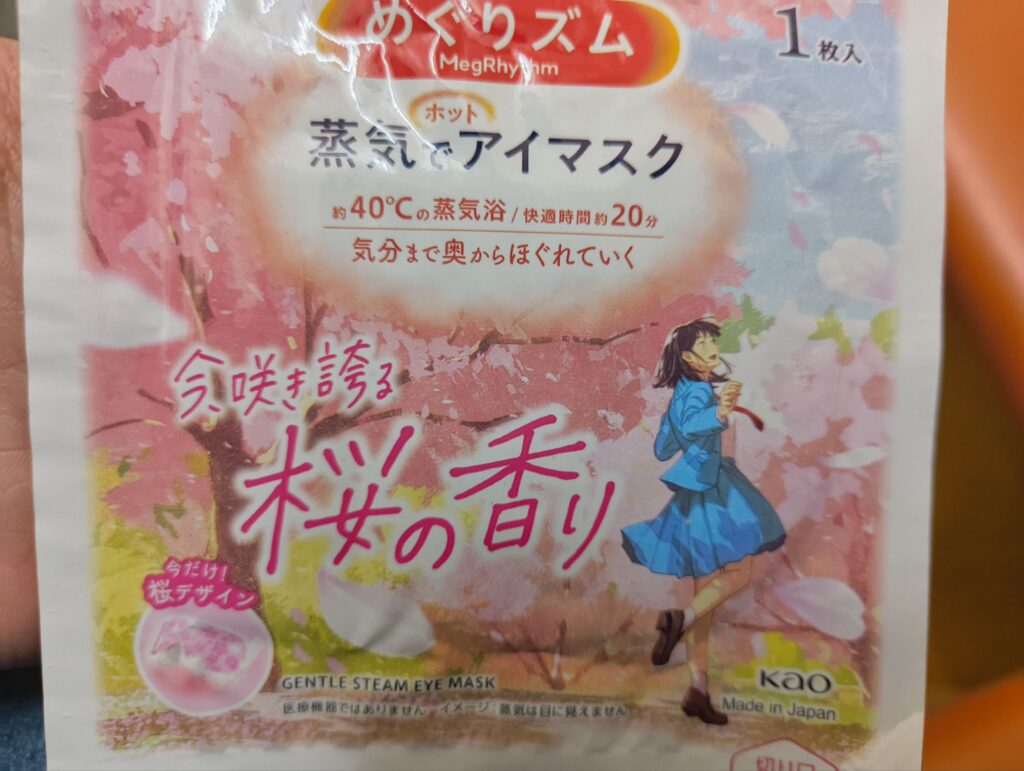 めぐりズム
MegRhythm
1枚入
ホット
蒸気でアイマスク
約40℃の蒸気浴/快適時間約20分
気分まで奥からほぐれていく
今、咲き誇る
桜の香り
今だけ!
桜デザイン
GENTLE STEAM EYE MASK
医療機器ではありません イメージ:蒸気は目に見えません
Kao
Made in Japan
切り口